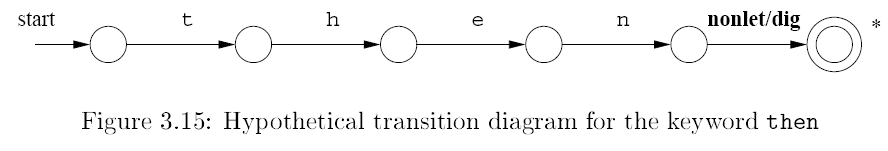 start t h e n nonlet/dig *
Figure 3.15: Hypothetical transition diagram for the keyword then